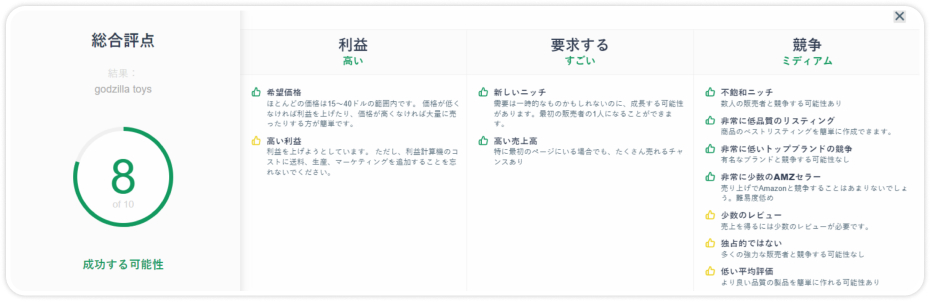 総合評点
結果：
godzilla toys
8
of 10
成功する可能性
利益
高い
希望価格
ほとんどの価格は15〜40ドルの範囲内です。 価格が低く
なければ利益を上げたり、価格が高くなければ大量に売
ったりする方が簡単です。
高い利益
利益を上げようとしています。 ただし、利益計算機のコ
ストに送料、生産、マーケティングを追加することを忘
れないでください。
要求する
すごい
新しいニッチ
需要は一時的なものかもしれないのに、成長する可能性
があります。最初の販売者の1人になることができま
す。
高い売上高
特に最初のページにいる場合でも、たくさん売れるチャ
ンスあり
競争
ミディアム
不飽和ニッチ
数人の販売者と競争する可能性あり
非常に低品質のリスティング
商品のベストリスティングを簡単に作成できます。
非常に低いトップブランドの競争
有名なブランドと競争する可能性なし
非常に少数のAMZセラー
売り上げでAmazonと競争することはあまりないでしょ
う。難易度低め
少数のレビュー
売上を得るには少数のレビューが必要です。
独占的ではない
多くの強力な販売者と競争する可能性なし
低い平均評価
より良い品質の製品を簡単に作れる可能性あり